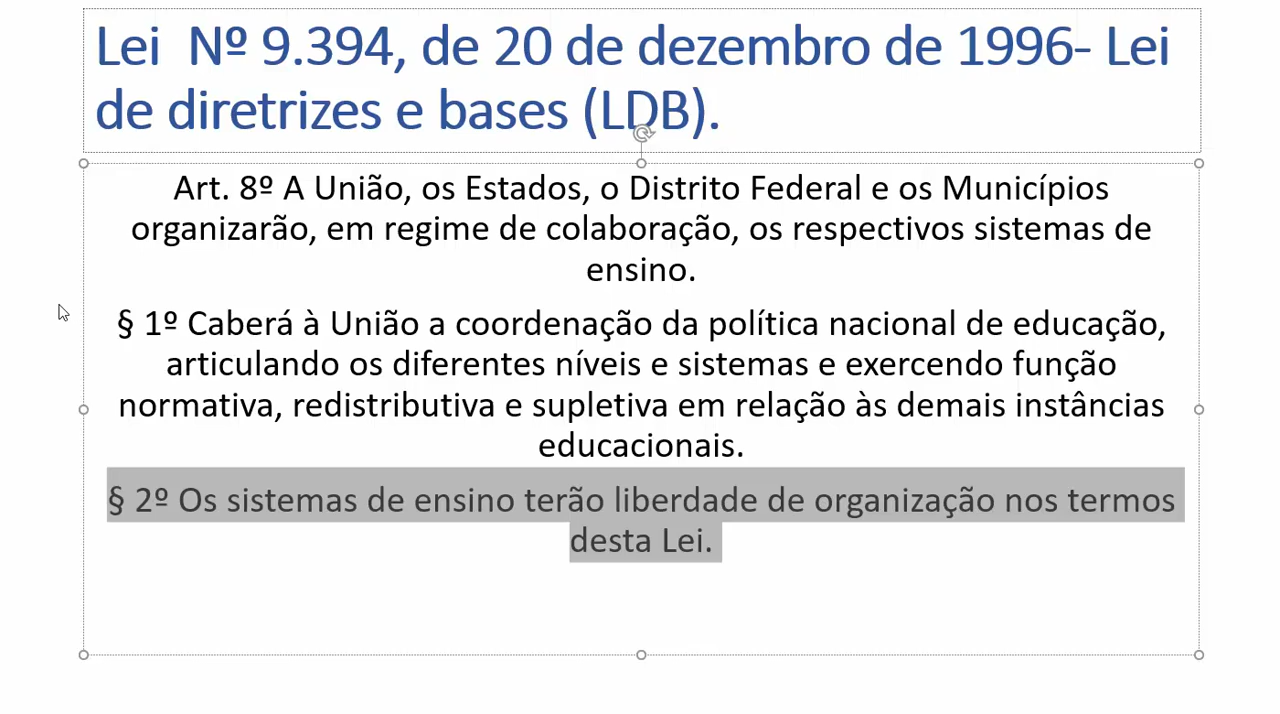 Lei  Nº 9.394, de 20 de dezembro de 1996- Lei
de diretrizes e bases (LDB).
Art. 8º A União, os Estados, o Distrito Federal e os Municípios
organizarão, em regime de colaboração, os respectivos sistemas de
ensino.
§ 1º Caberá à União a coordenação da política nacional de educação,
articulando os diferentes níveis e sistemas e exercendo função
normativa, redistributiva e supletiva em relação às demais instâncias
educacionais.
§ 2º Os sistemas de ensino terão liberdade de organização nos termos
desta Lei.